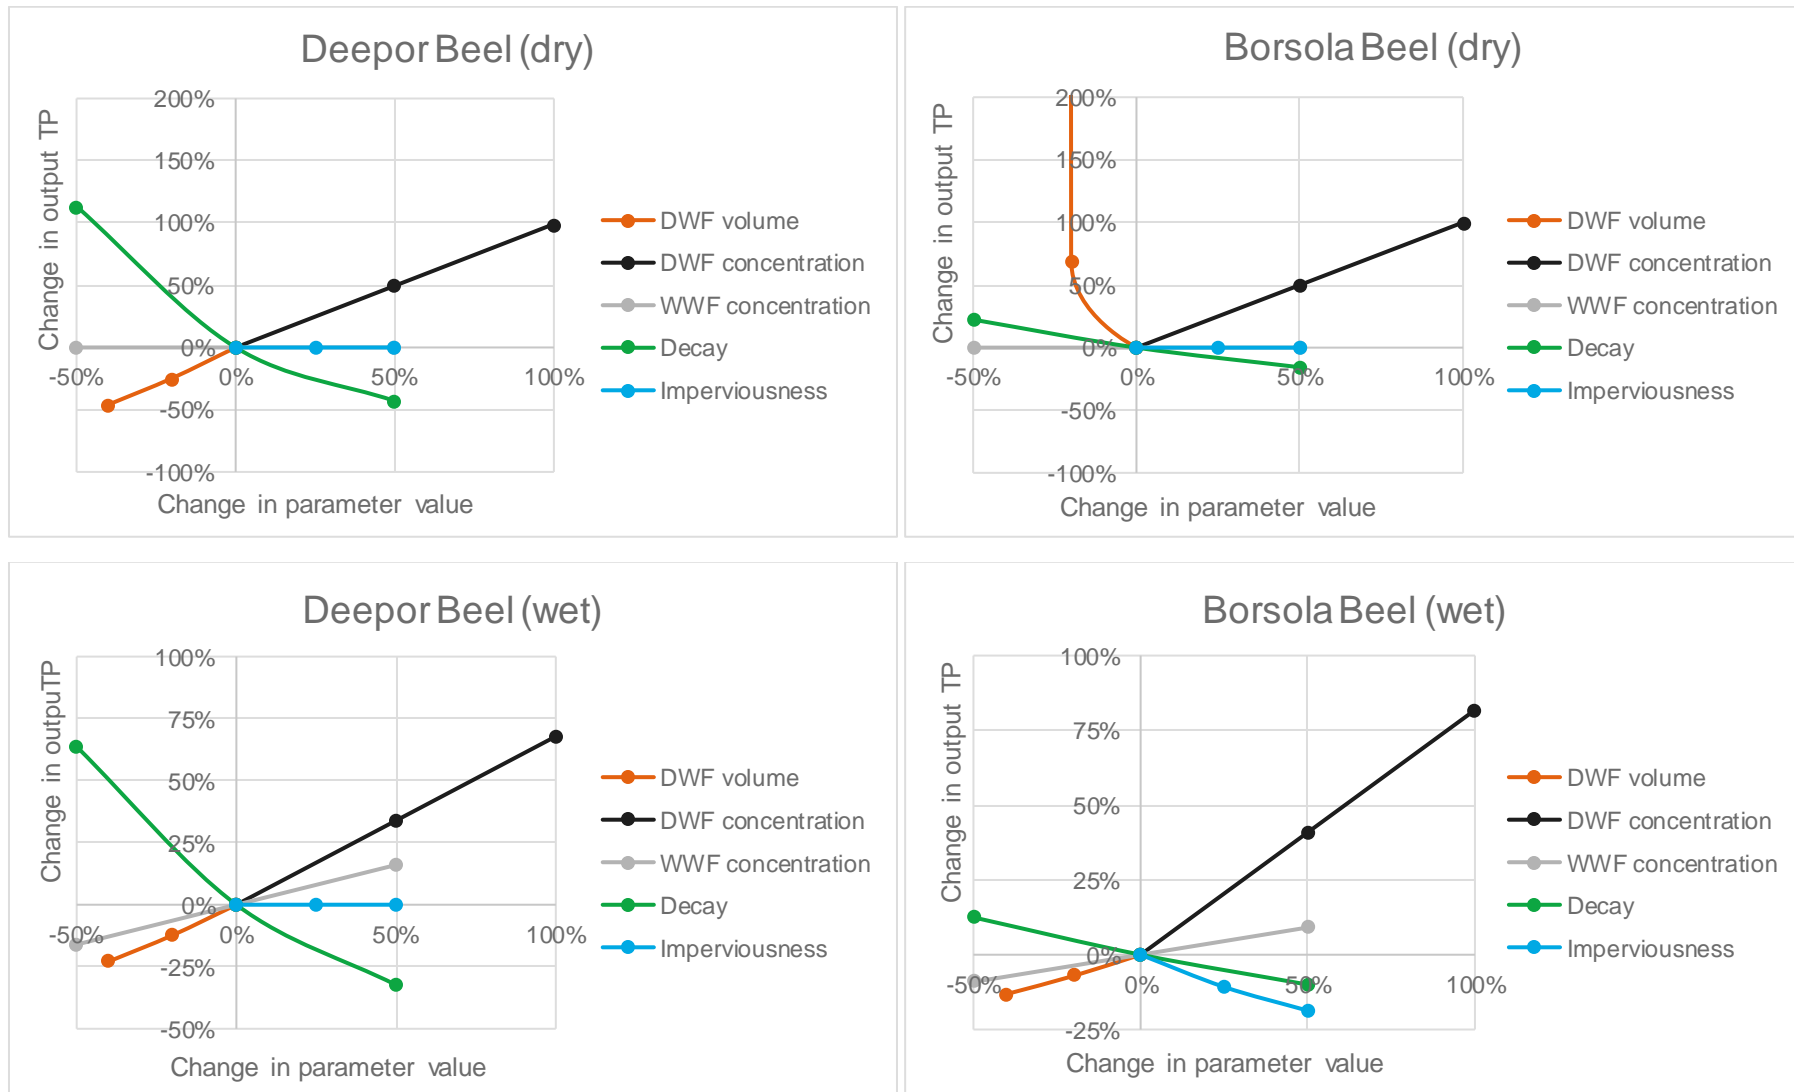 Deepor Beel (dry)
Change in output TP
200%
150%
100%
50%
0%
-50%
-100%
-50% 0% 50% 100%
Change in parameter value
DWF volume
DWF concentration
WWF concentration
Decay
Imperviousness
Borsola Beel (dry)
Change in output TP
200%
150%
100%
50%
0%
-50%
-100%
-50% 0% 50% 100%
Change in parameter value
DWF volume
DWF concentration
WWF concentration
Decay
Imperviousness
Deepor Beel (wet)
Change in outpuTP
100%
75%
50%
25%
0%
-25%
-50%
-50% 0% 50% 100%
Change in parameter value
DWF volume
DWF concentration
WWF concentration
Decay
Imperviousness
Borsola Beel (wet)
Change in output TP
100%
75%
50%
25%
0%
-25%
-50% 0% 50% 100%
Change in parameter value
DWF volume
DWF concentration
WWF concentration
Decay
Imperviousness